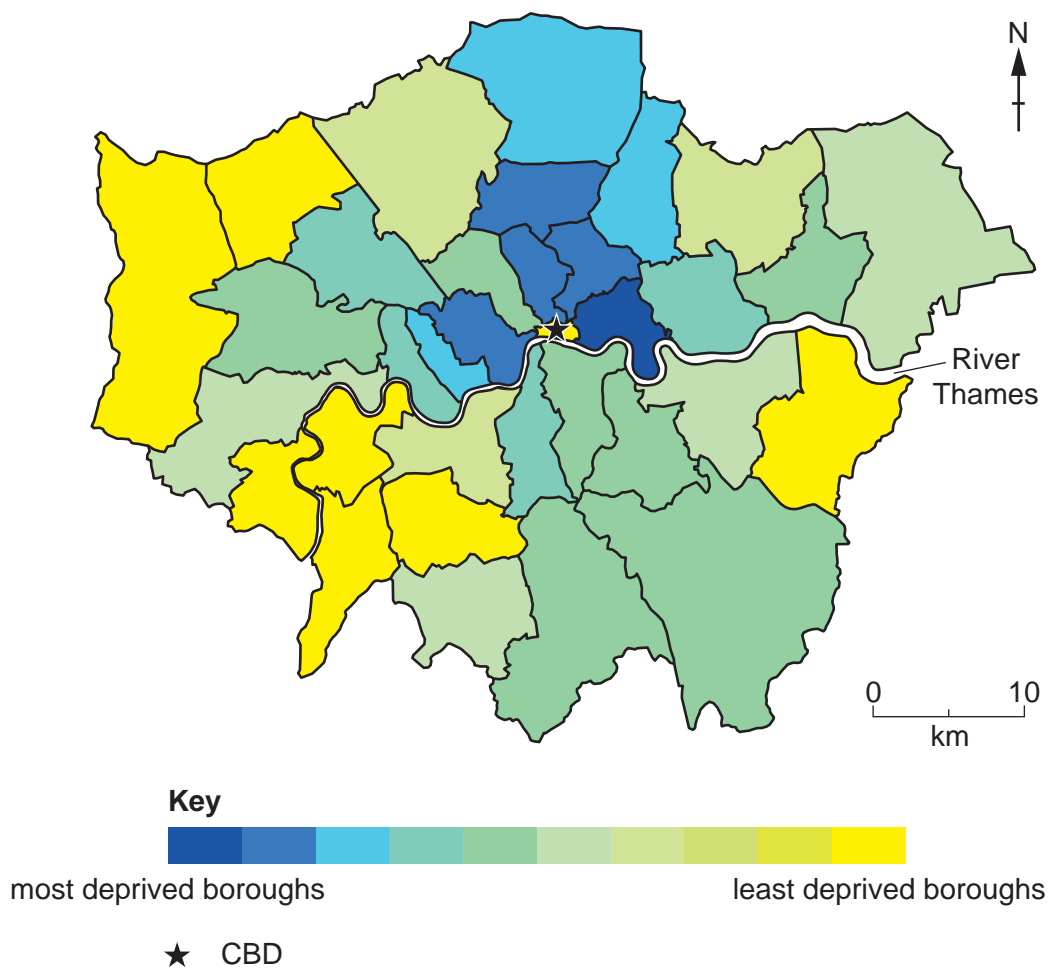 N
River
Thames
0 10
km
Key
most deprived boroughs least deprived boroughs
CBD